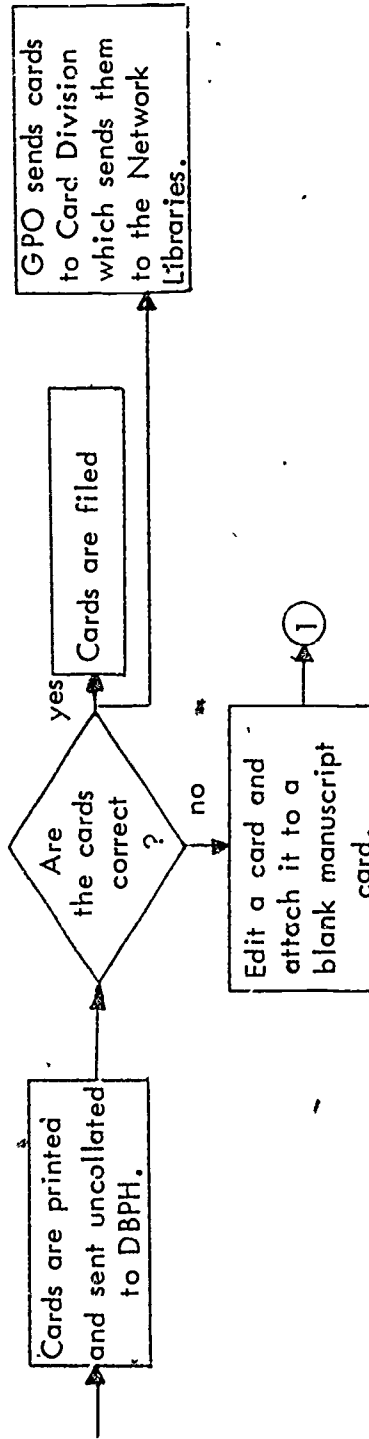 Cards are printed
and sent uncollated
to DBPH.
Are
the cards
correct
?
yes
Cards are filed
GPO sends cards
to Card Division
which sends them
to the Network
Libraries.
no
Edit a card and
attach it to a
blank manuscript
card.
1